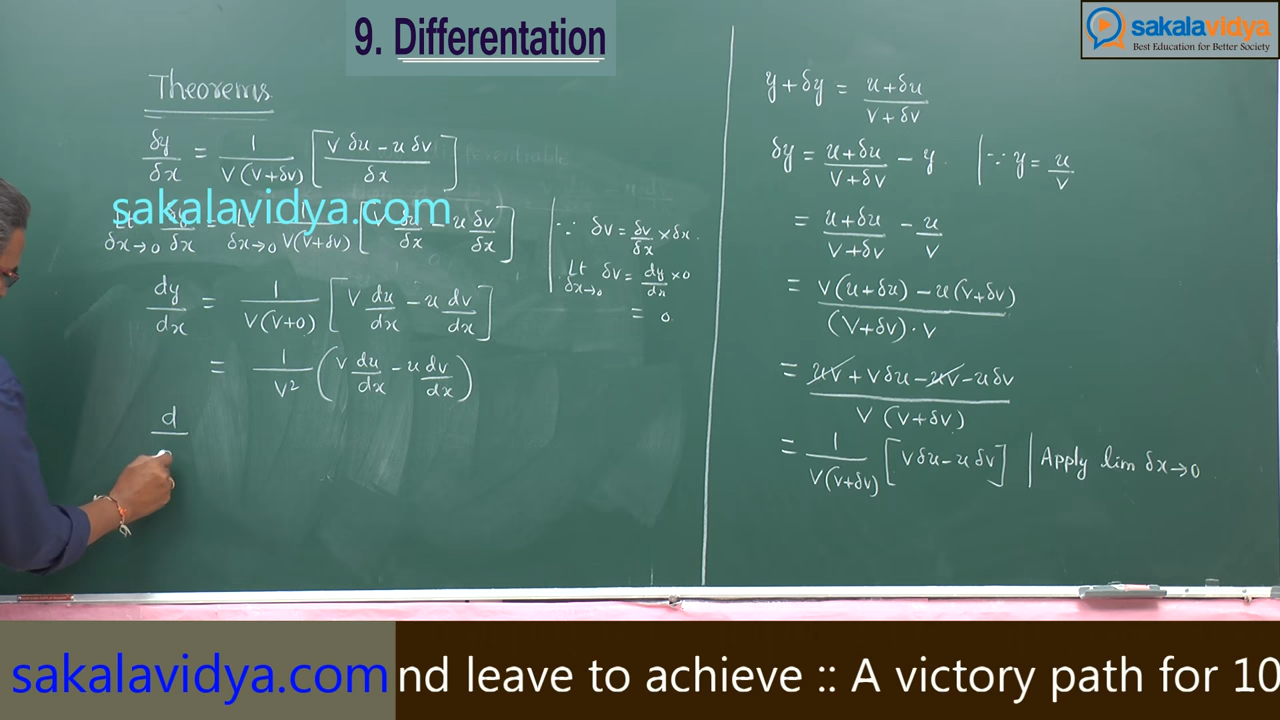 9. Differentation
sakalavidya
Best Education for Better Society
Theorems
δy/δx = 1/(V(V+δV)) [(V δu - u δV)/δx]
sakalavidya.com
Lt δx→0 δy/δx = Lt δx→0 1/(V(V+δV)) [V δu/δx - u δV/δx] | ∵ δV = δV/δx × δx.
Lt δx→0 δV = dy/dx × 0
= 0
dy/dx = 1/(V(V+0)) [V du/dx - u dv/dx]
= 1/V² (V du/dx - u dv/dx)
d
y + δy = (u+δu)/(V+δV)
δy = (u+δu)/(V+δV) - y | ∵ y = u/V
= (u+δu)/(V+δV) - u/V
= (V(u+δu) - u(V+δV))/((V+δV)·V)
= (uV + Vδu - uV - uδV)/(V(V+δV))
= 1/(V(V+δV)) [Vδu - u δV] | Apply lim δx→0
sakalavidya.com
nd leave to achieve :: A victory path for 10